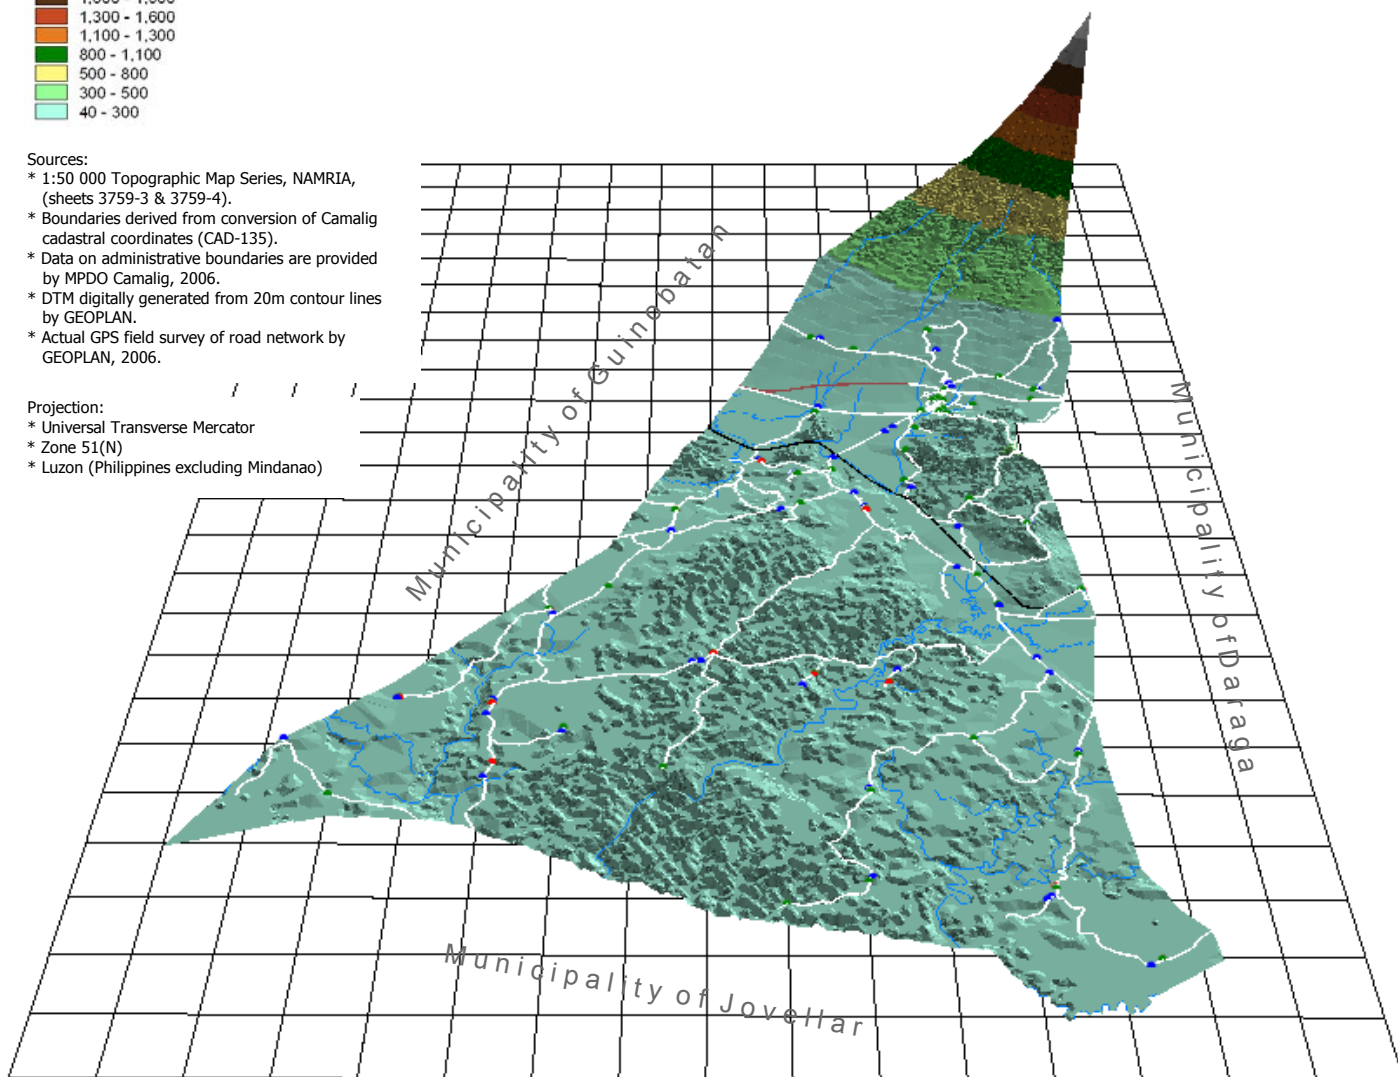 1,300 - 1,600
1,100 - 1,300
800 - 1,100
500 - 800
300 - 500
40 - 300
Sources:
* 1:50 000 Topographic Map Series, NAMRIA,
(sheets 3759-3 & 3759-4).
* Boundaries derived from conversion of Camalig
cadastral coordinates (CAD-135).
* Data on administrative boundaries are provided
by MPDO Camalig, 2006.
* DTM digitally generated from 20m contour lines
by GEOPLAN.
* Actual GPS field survey of road network by
GEOPLAN, 2006.
Projection:
* Universal Transverse Mercator
* Zone 51(N)
* Luzon (Philippines excluding Mindanao)
Municipality of Guinobatan
Municipality of Daraga
Municipality of Jovellar